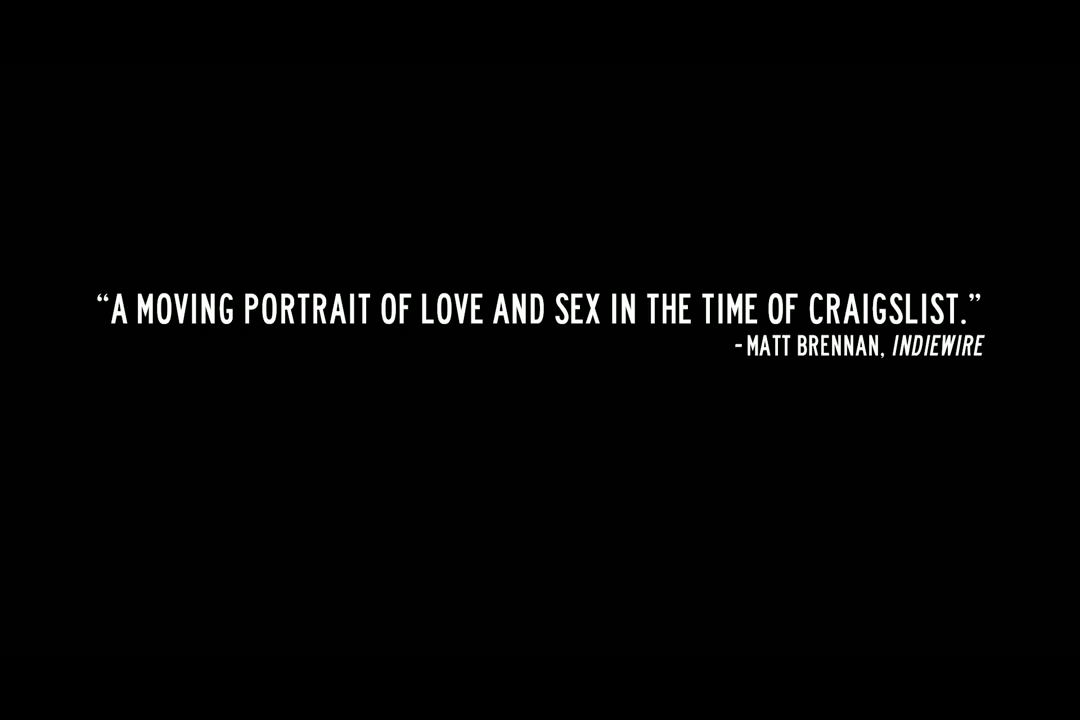 “A MOVING PORTRAIT OF LOVE AND SEX IN THE TIME OF CRAIGSLIST.”
- MATT BRENNAN, INDIEWIRE